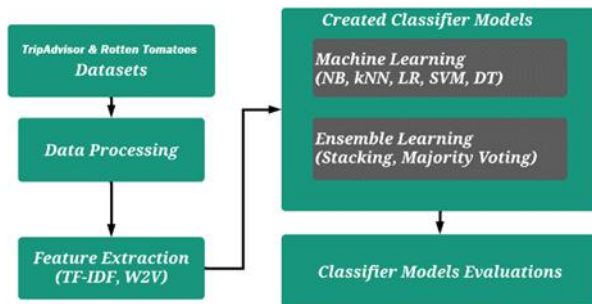 TripAdvisor & Rotten Tomatoes
Datasets
Data Processing
Feature Extraction
(TF-IDF, W2V)
Created Classifier Models
Machine Learning
(NB, kNN, LR, SVM, DT)
Ensemble Learning
(Stacking, Majority Voting)
Classifier Models Evaluations